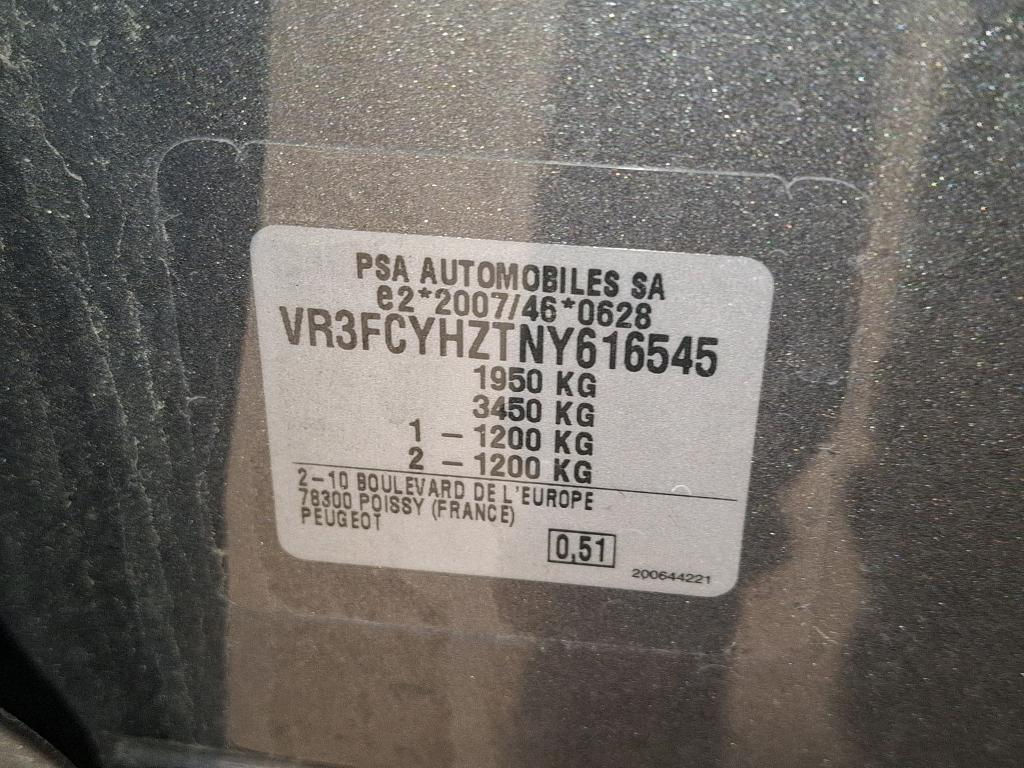 PSA AUTOMOBILES SA
e2*2007/46*0628
VR3FCYHZTNY616545
1950 KG
3450 KG
1 – 1200 KG
2 – 1200 KG
2–10 BOULEVARD DE L'EUROPE
78300 POISSY (FRANCE)
PEUGEOT
0,51
200644221